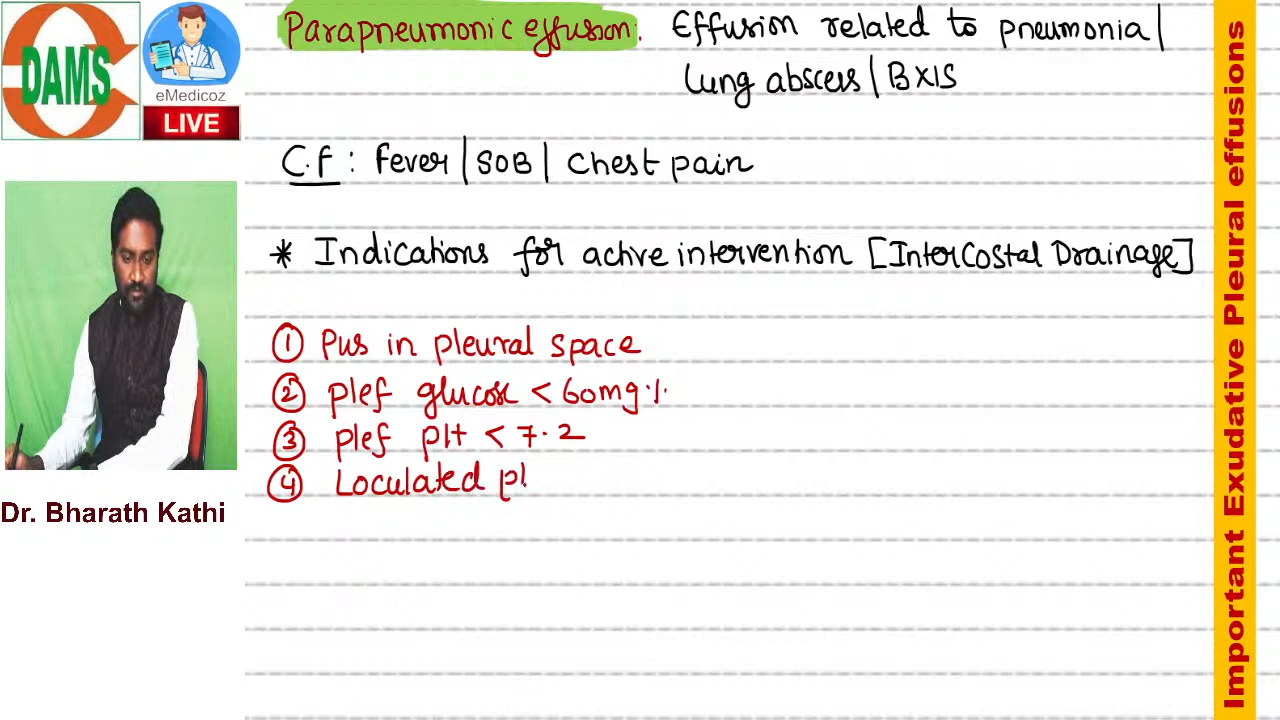 DAMS
eMedicoz
LIVE
Parapneumonic effusion: Effusion related to pneumonia|
lung abscess | BXIS
C.f : Fever | SOB | Chest pain
* Indications for active intervention [InterCostal Drainage]
① Pus in pleural space
② plef glucose < 60mg%
③ plef pH < 7.2
④ Loculated pl
Dr. Bharath Kathi
Important Exudative Pleural effusions